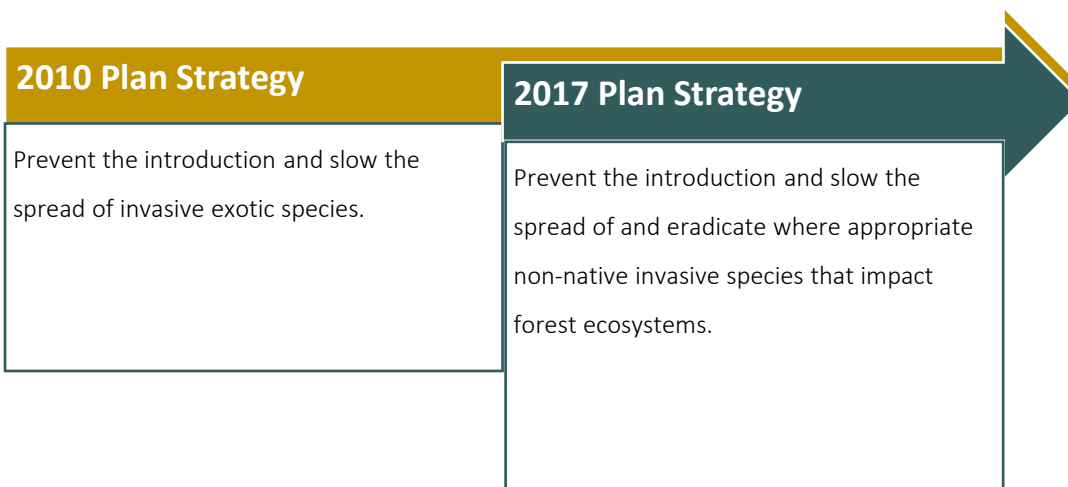 2010 Plan Strategy
Prevent the introduction and slow the
spread of invasive exotic species.
2017 Plan Strategy
Prevent the introduction and slow the
spread of and eradicate where appropriate
non-native invasive species that impact
forest ecosystems.